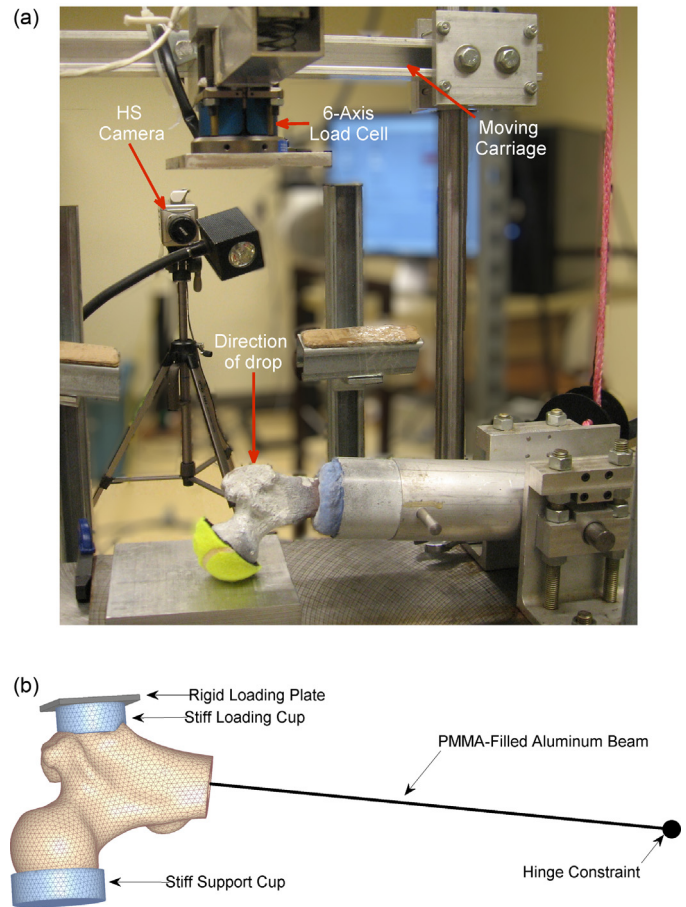 (a)
HS
Camera
6-Axis
Load Cell
Moving
Carriage
Direction
of drop
(b)
Rigid Loading Plate
Stiff Loading Cup
PMMA-Filled Aluminum Beam
Hinge Constraint
Stiff Support Cup